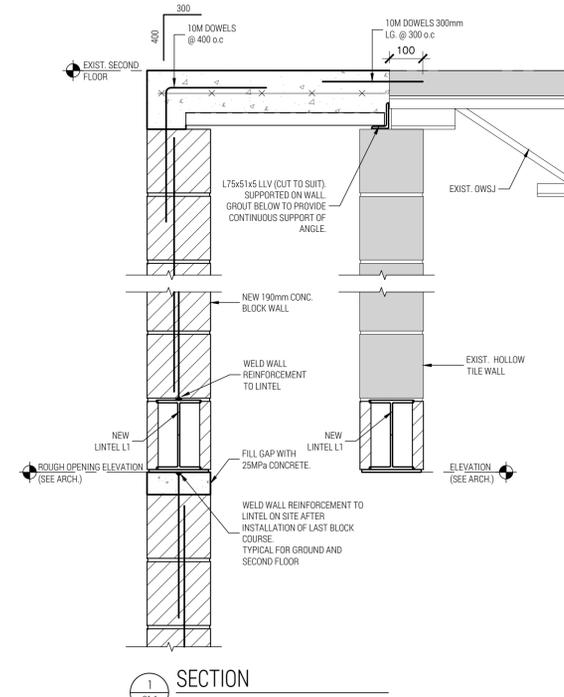 300
400
10M DOWELS
@ 400 o.c
10M DOWELS 300mm
LG. @ 300 o.c
100
EXIST. SECOND
FLOOR
L75x51x5 LLV (CUT TO SUIT).
SUPPORTED ON WALL.
GROUT BELOW TO PROVIDE
CONTINUOUS SUPPORT OF
ANGLE.
EXIST. OWSJ
NEW 190mm CONC.
BLOCK WALL
WELD WALL
REINFORCEMENT
TO LINTEL
EXIST. HOLLOW
TILE WALL
NEW
LINTEL L1
NEW
LINTEL L1
FILL GAP WITH
25MPa CONCRETE.
ROUGH OPENING ELEVATION
(SEE ARCH.)
ELEVATION
(SEE ARCH.)
WELD WALL REINFORCEMENT TO
LINTEL ON SITE AFTER
INSTALLATION OF LAST BLOCK
COURSE.
TYPICAL FOR GROUND AND
SECOND FLOOR
1
SECTION